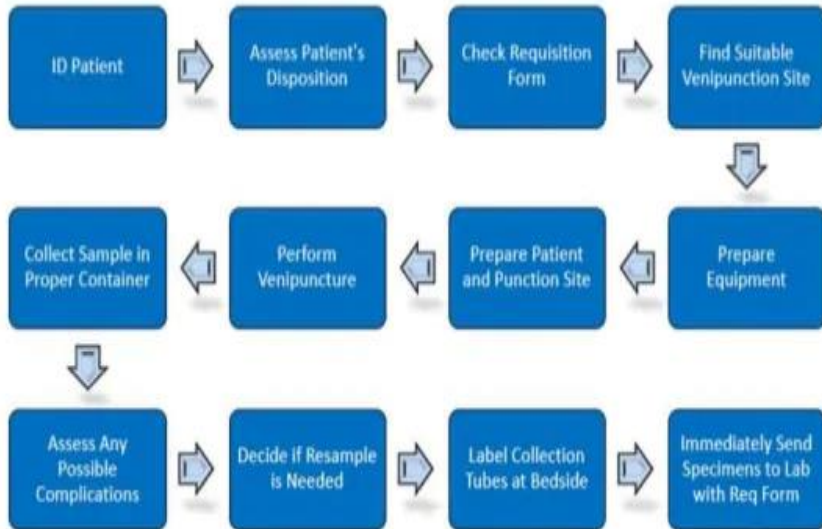 ID Patient
Assess Patient's
Disposition
Check Requisition
Form
Find Suitable
Venipunction Site
Prepare
Equipment
Prepare Patient
and Punction Site
Perform
Venipuncture
Collect Sample in
Proper Container
Assess Any
Possible
Complications
Decide if Resample
is Needed
Label Collection
Tubes at Bedside
Immediately Send
Specimens to Lab
with Req Form